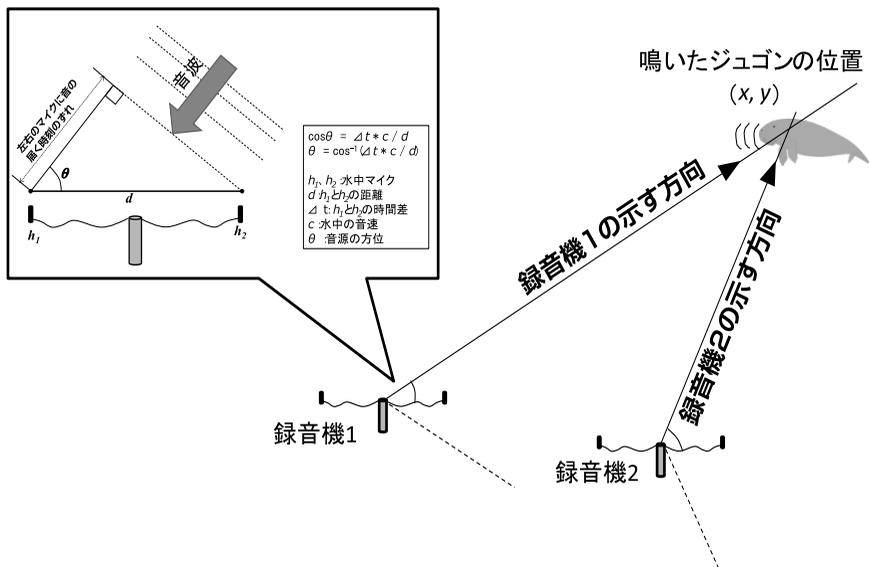 音波
左右のマイクに音の
届く時刻のずれ
θ
d
h1
h2
cosθ = ⊿t*c/d
θ =cos-1(⊿t*c/d)
h1、h2:水中マイク
d:h1とh2の距離
⊿t:h1とh2の時間差
c:水中の音速
θ :音源の方位
鳴いたジュゴンの位置
(x, y)
録音機1の示す方向
録音機2の示す方向
録音機1
録音機2